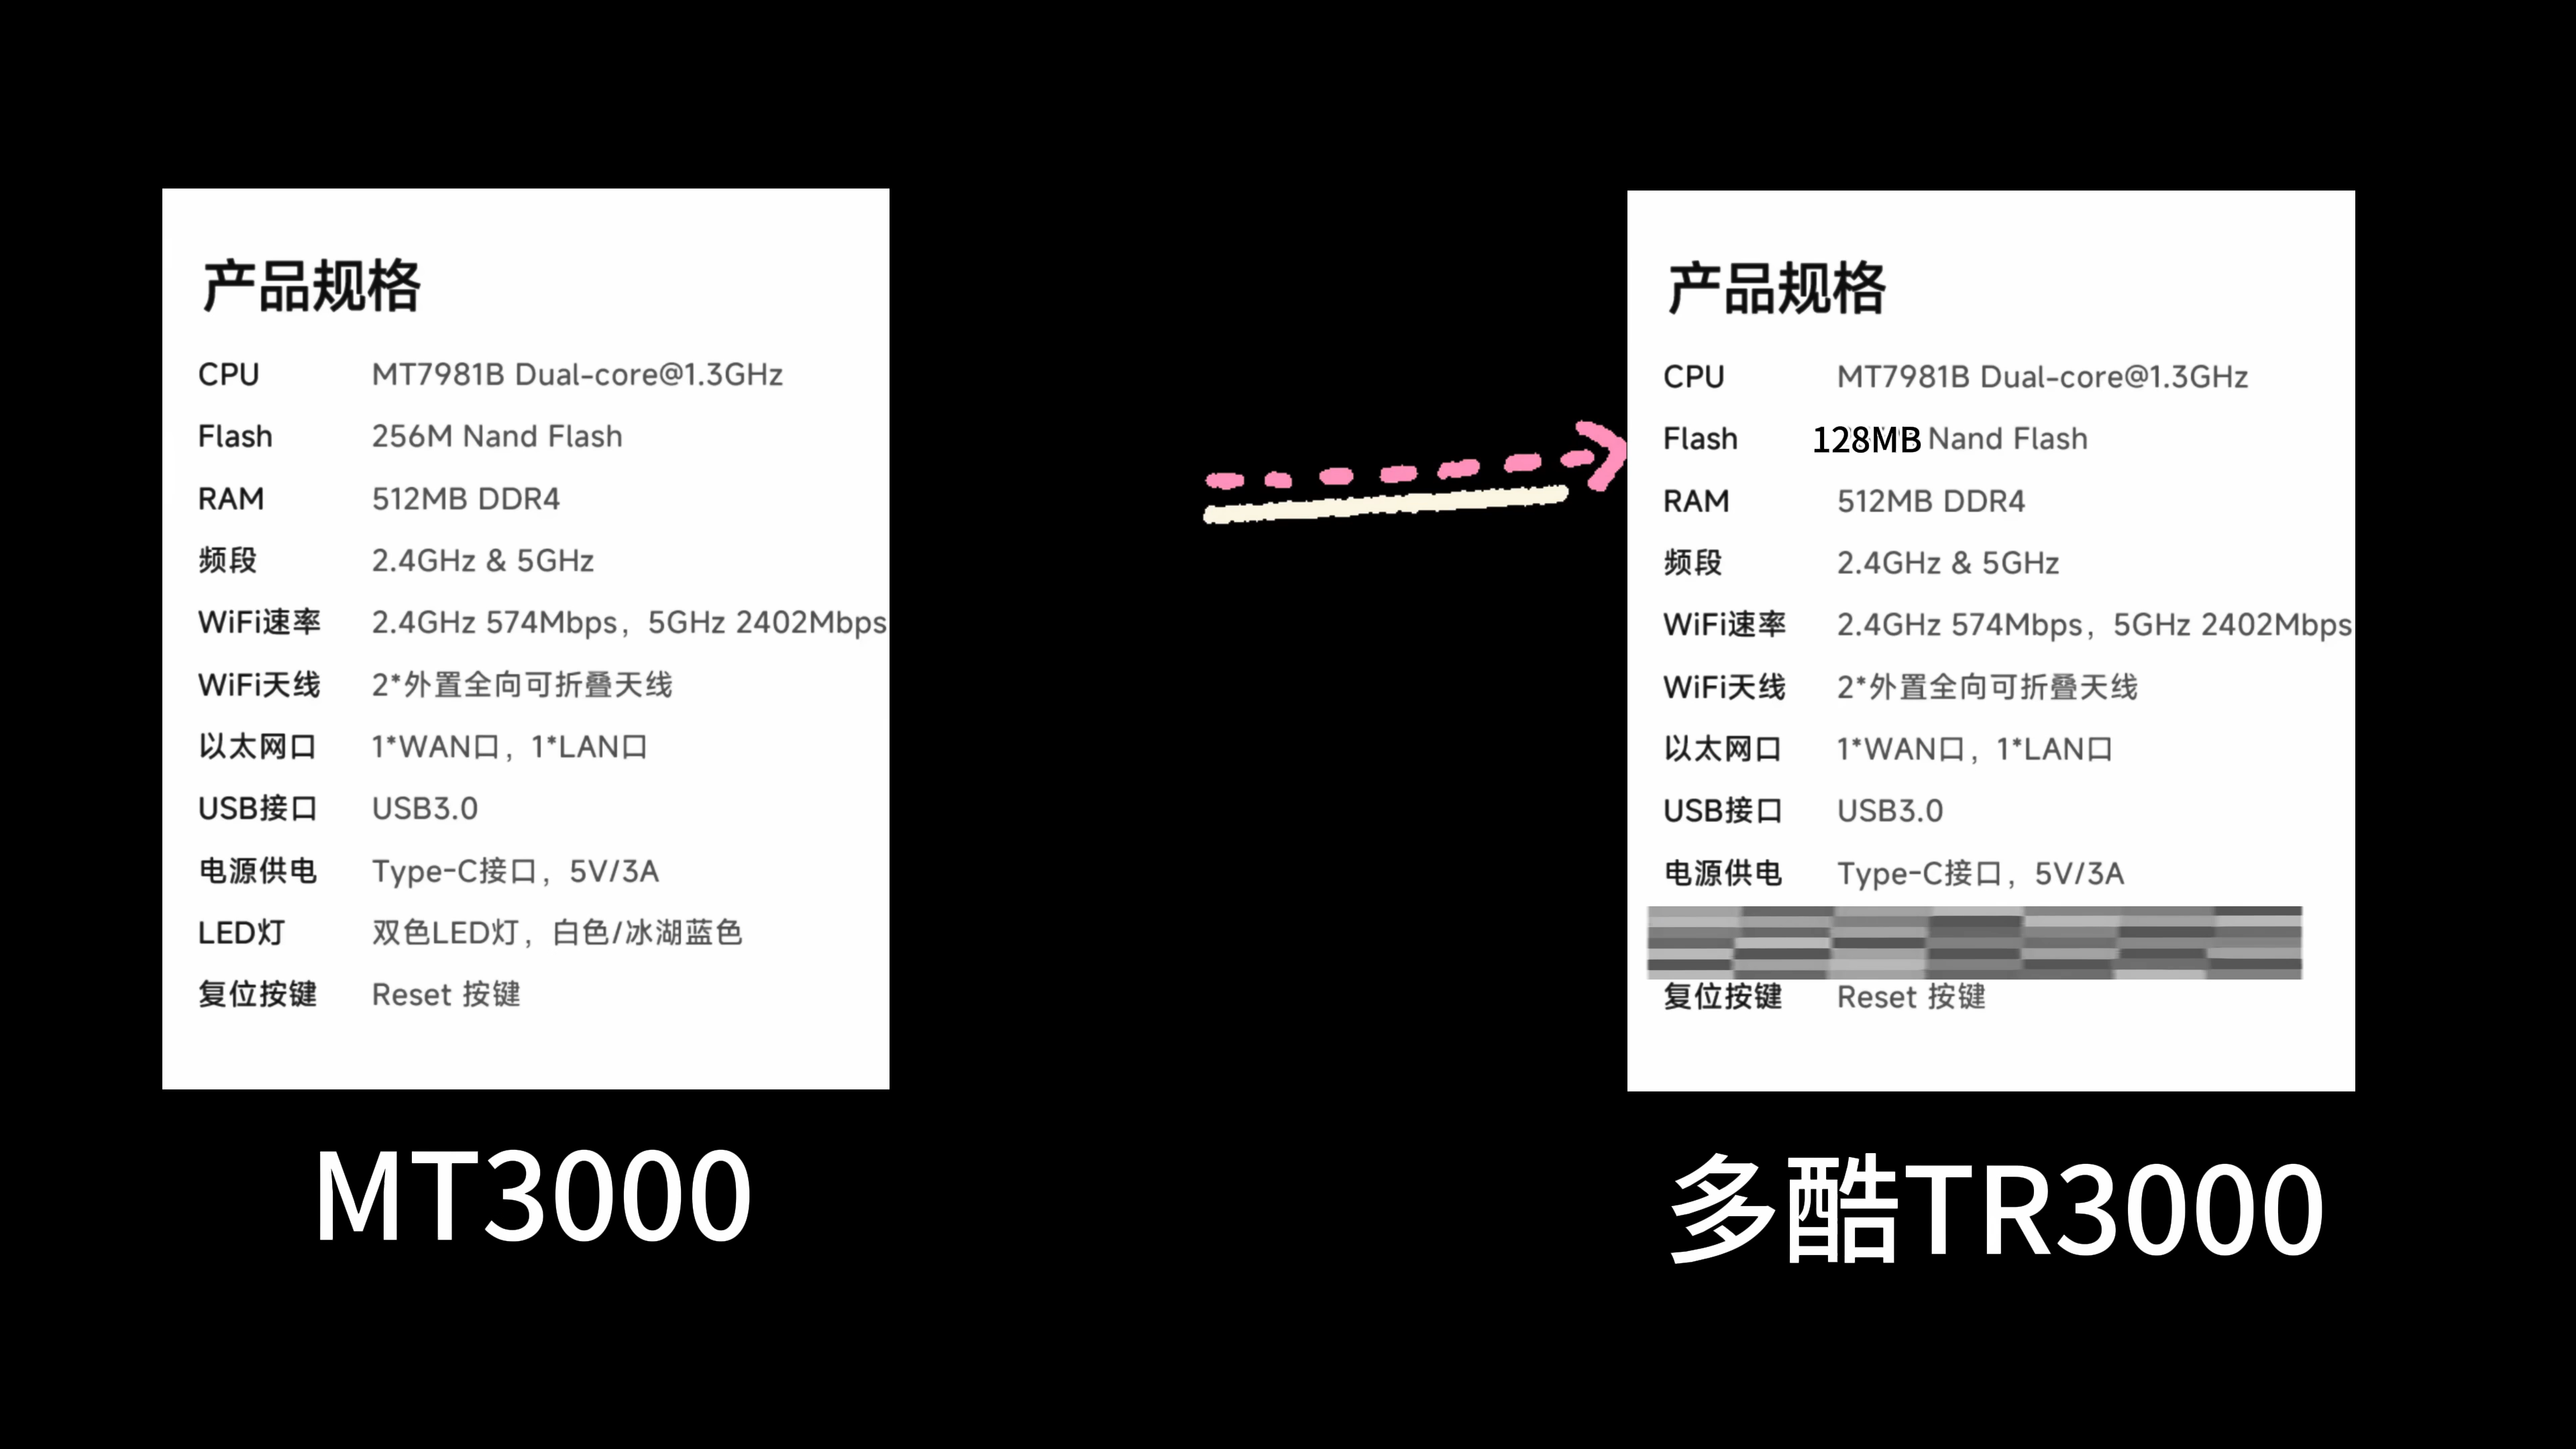 产品规格
CPU MT7981B Dual-core@1.3GHz
Flash 256M Nand Flash
RAM 512MB DDR4
频段 2.4GHz & 5GHz
WiFi速率 2.4GHz 574Mbps，5GHz 2402Mbps
WiFi天线 2*外置全向可折叠天线
以太网口 1*WAN口，1*LAN口
USB接口 USB3.0
电源供电 Type-C接口，5V/3A
LED灯 双色LED灯，白色/冰湖蓝色
复位按键 Reset 按键
MT3000
产品规格
CPU MT7981B Dual-core@1.3GHz
Flash 128MB Nand Flash
RAM 512MB DDR4
频段 2.4GHz & 5GHz
WiFi速率 2.4GHz 574Mbps，5GHz 2402Mbps
WiFi天线 2*外置全向可折叠天线
以太网口 1*WAN口，1*LAN口
USB接口 USB3.0
电源供电 Type-C接口，5V/3A
复位按键 Reset 按键
多酷TR3000